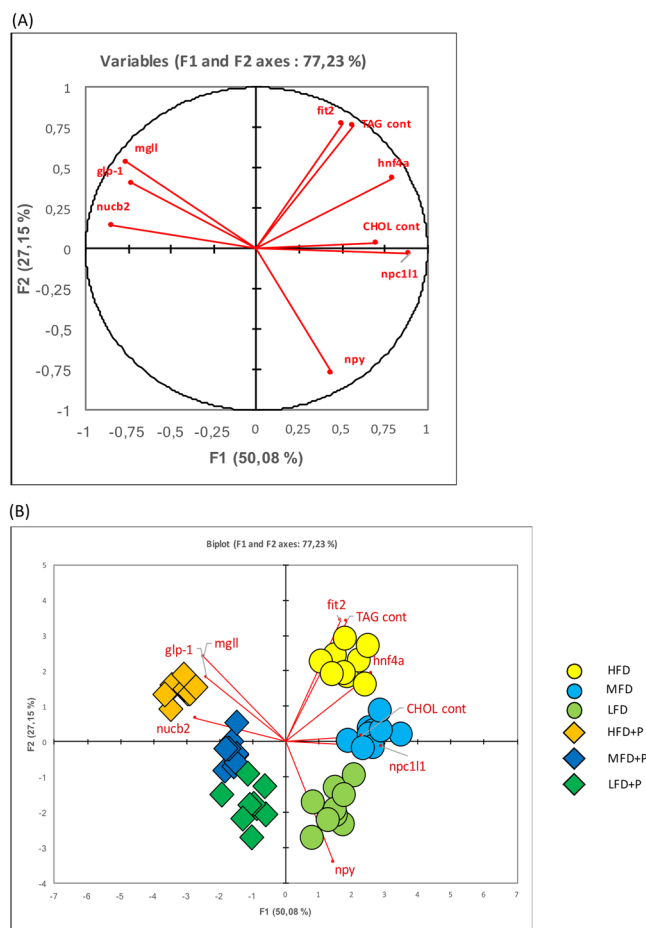 (A)
Variables (F1 and F2 axes : 77,23 %)
1
fit2
TAG cont
0,75
mgll
0,5
hnf4a
glp-1
0,25
nucb2
CHOL cont
0
npc1l1
-0,25
-0,5
npy
-0,75
-1
F2 (27,15 %)
-1 -0,75 -0,5 -0,25 0 0,25 0,5 0,75 1
F1 (50,08 %)
(B)
Biplot (F1 and F2 axes: 77,23 %)
5
4
fit2
TAG cont
3
glp-1
mgll
hnf4a
2
1
CHOL cont
nucb2
0
npc1l1
-1
-2
-3
npy
-4
F2 (27,15 %)
-7 -6 -5 -4 -3 -2 -1 0 1 2 3 4 5 6 7
F1 (50,08 %)
HFD
MFD
LFD
HFD+P
MFD+P
LFD+P